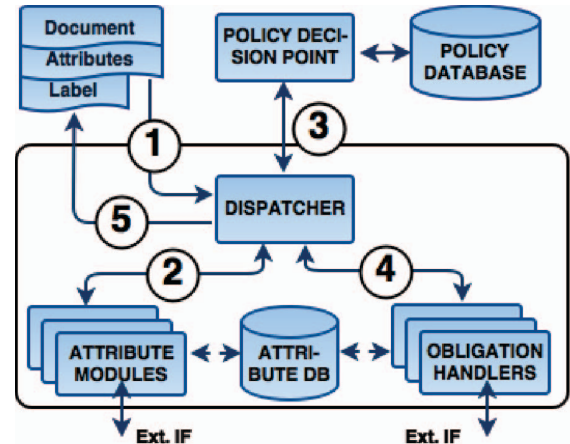 Document
Attributes
Label
POLICY DECI-
SION POINT
POLICY
DATABASE
1
3
5
DISPATCHER
2
4
ATTRIBUTE
MODULES
ATTRI-
BUTE DB
OBLIGATION
HANDLERS
Ext. IF
Ext. IF